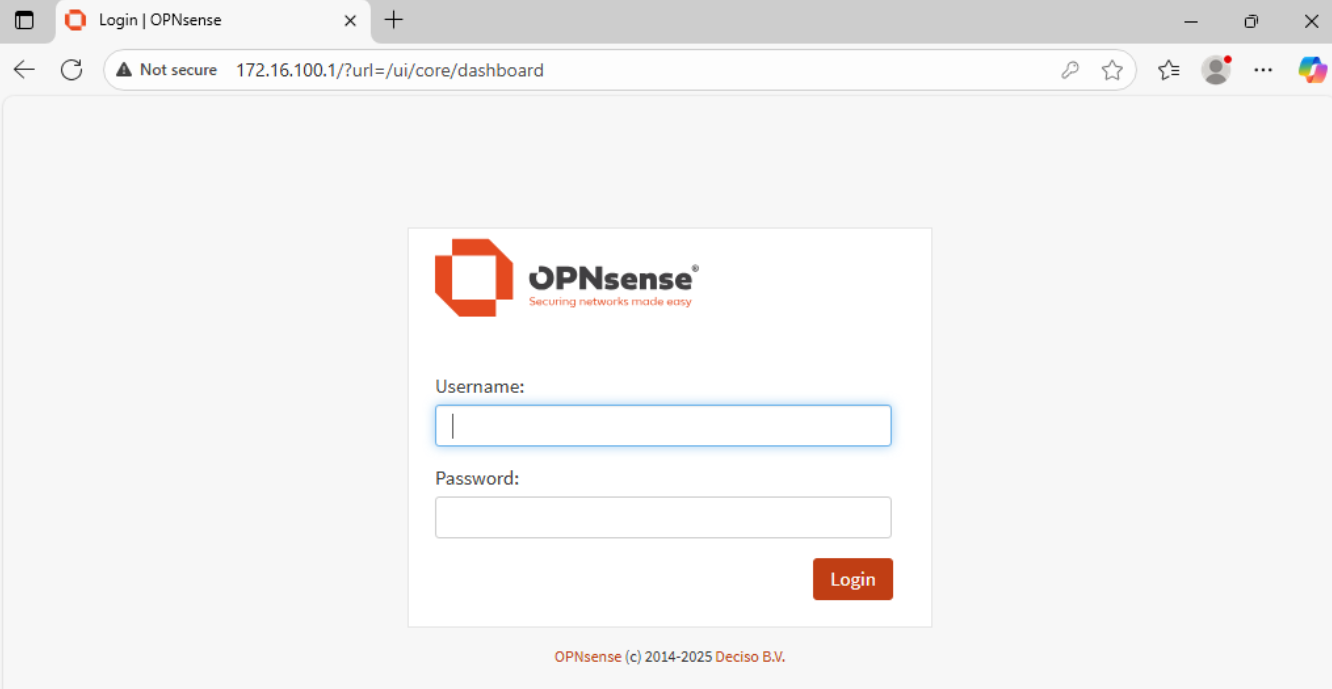 Login | OPNsense
Not secure 172.16.100.1/?url=/ui/core/dashboard
OPNsense®
Securing networks made easy
Username:
Password:
Login
OPNsense (c) 2014-2025 Deciso B.V.